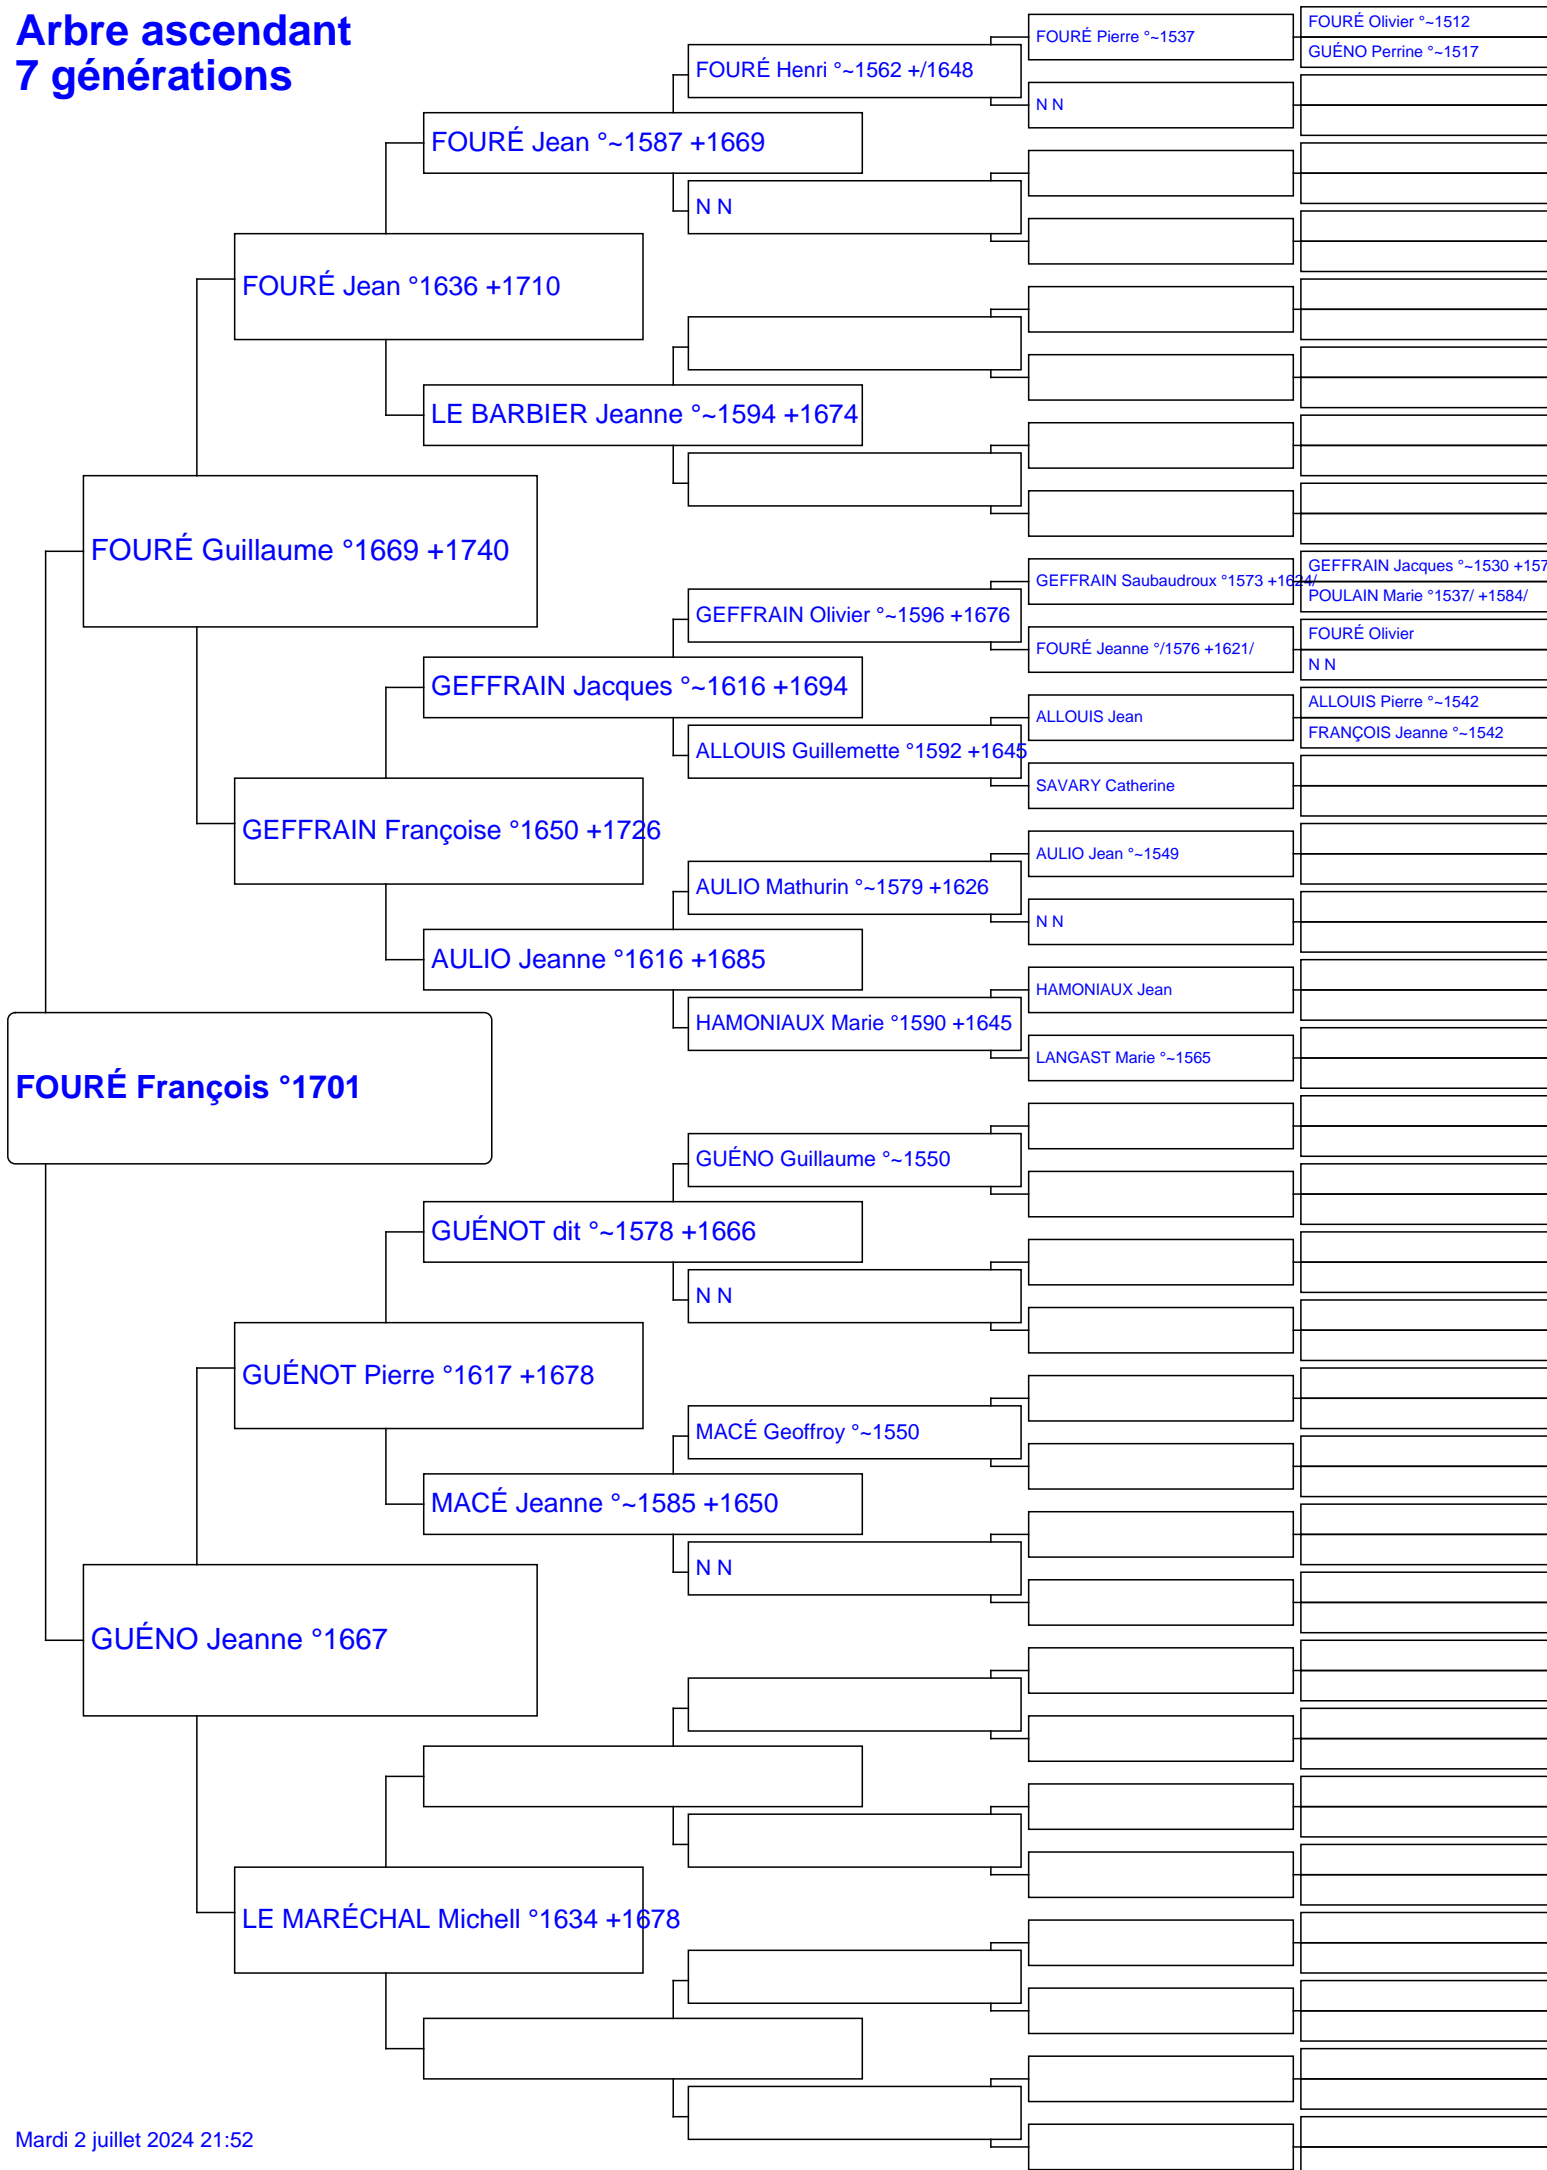 Arbre ascendant
7 générations
FOURÉ François °1701
FOURÉ Guillaume °1669 +1740
GUÉNO Jeanne °1667
FOURÉ Jean °1636 +1710
GEFFRAIN Françoise °1650 +1726
GUÉNOT Pierre °1617 +1678
LE MARÉCHAL Michell °1634 +1678
FOURÉ Jean °~1587 +1669
LE BARBIER Jeanne °~1594 +1674
GEFFRAIN Jacques °~1616 +1694
AULIO Jeanne °1616 +1685
GUÉNOT dit °~1578 +1666
MACÉ Jeanne °~1585 +1650
FOURÉ Henri °~1562 +/1648
N N
GEFFRAIN Olivier °~1596 +1676
ALLOUIS Guillemette °1592 +1645
AULIO Mathurin °~1579 +1626
HAMONIAUX Marie °1590 +1645
GUÉNO Guillaume °~1550
N N
MACÉ Geoffroy °~1550
N N
FOURÉ Pierre °~1537
N N
GEFFRAIN Saubaudroux °1573 +1624/
FOURÉ Jeanne °/1576 +1621/
ALLOUIS Jean
SAVARY Catherine
AULIO Jean °~1549
N N
HAMONIAUX Jean
LANGAST Marie °~1565
FOURÉ Olivier °~1512
GUÉNO Perrine °~1517
GEFFRAIN Jacques °~1530 +157
POULAIN Marie °1537/ +1584/
FOURÉ Olivier
N N
ALLOUIS Pierre °~1542
FRANÇOIS Jeanne °~1542
Mardi 2 juillet 2024 21:52